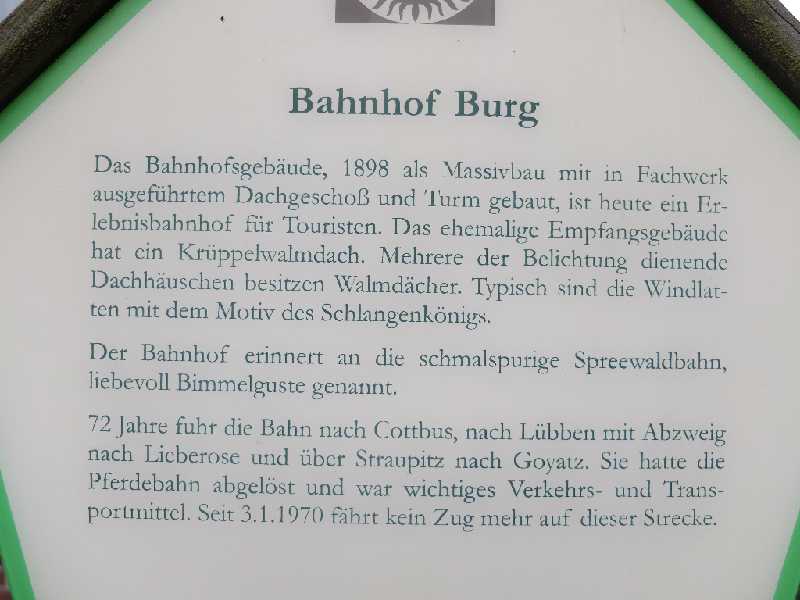 Bahnhof Burg
Das Bahnhofsgebäude, 1898 als Massivbau mit in Fachwerk
ausgeführtem Dachgeschoß und Turm gebaut, ist heute ein Er-
lebnisbahnhof für Touristen. Das ehemalige Empfangsgebäude
hat ein Krüppelwalmdach. Mehrere der Belichtung dienende
Dachhäuschen besitzen Walmdächer. Typisch sind die Windlat-
ten mit dem Motiv des Schlangenkönigs.
Der Bahnhof erinnert an die schmalspurige Spreewaldbahn,
liebevoll Bimmelguste genannt.
72 Jahre fuhr die Bahn nach Cottbus, nach Lübben mit Abzweig
nach Lieberose und über Straupitz nach Goyatz. Sie hatte die
Pferdebahn abgelöst und war wichtiges Verkehrs- und Trans-
portmittel. Seit 3.1.1970 fährt kein Zug mehr auf dieser Strecke.